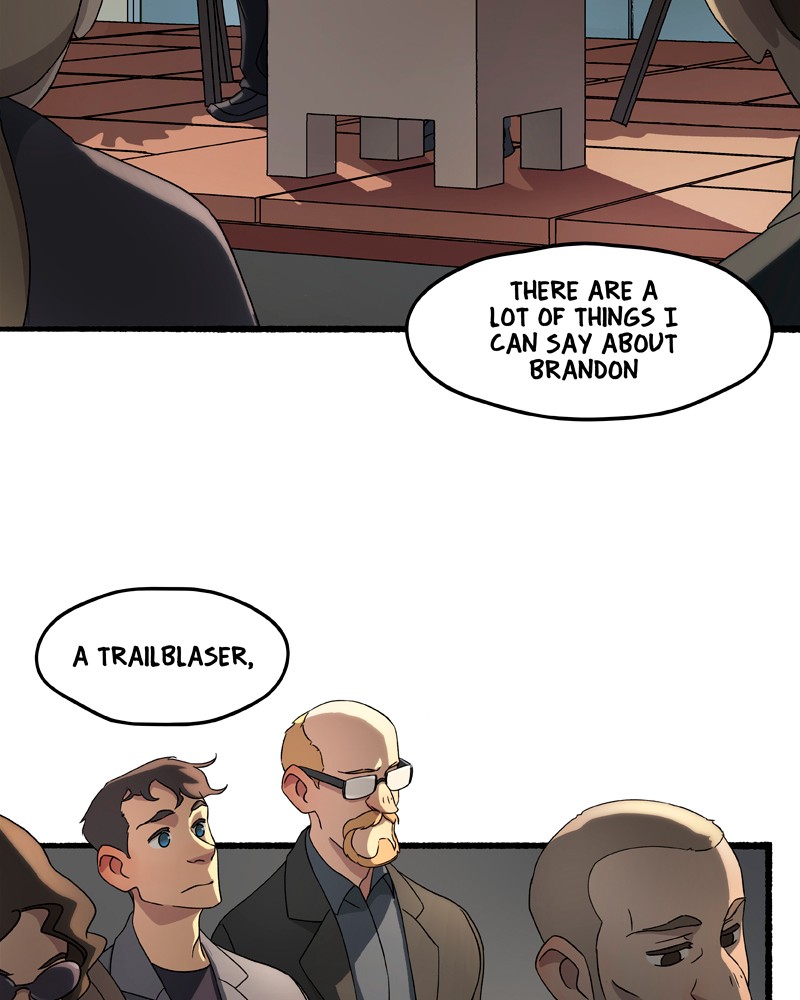 THERE ARE A
LOT OF THINGS I
CAN SAY ABOUT
BRANDON
A TRAILBLASER,